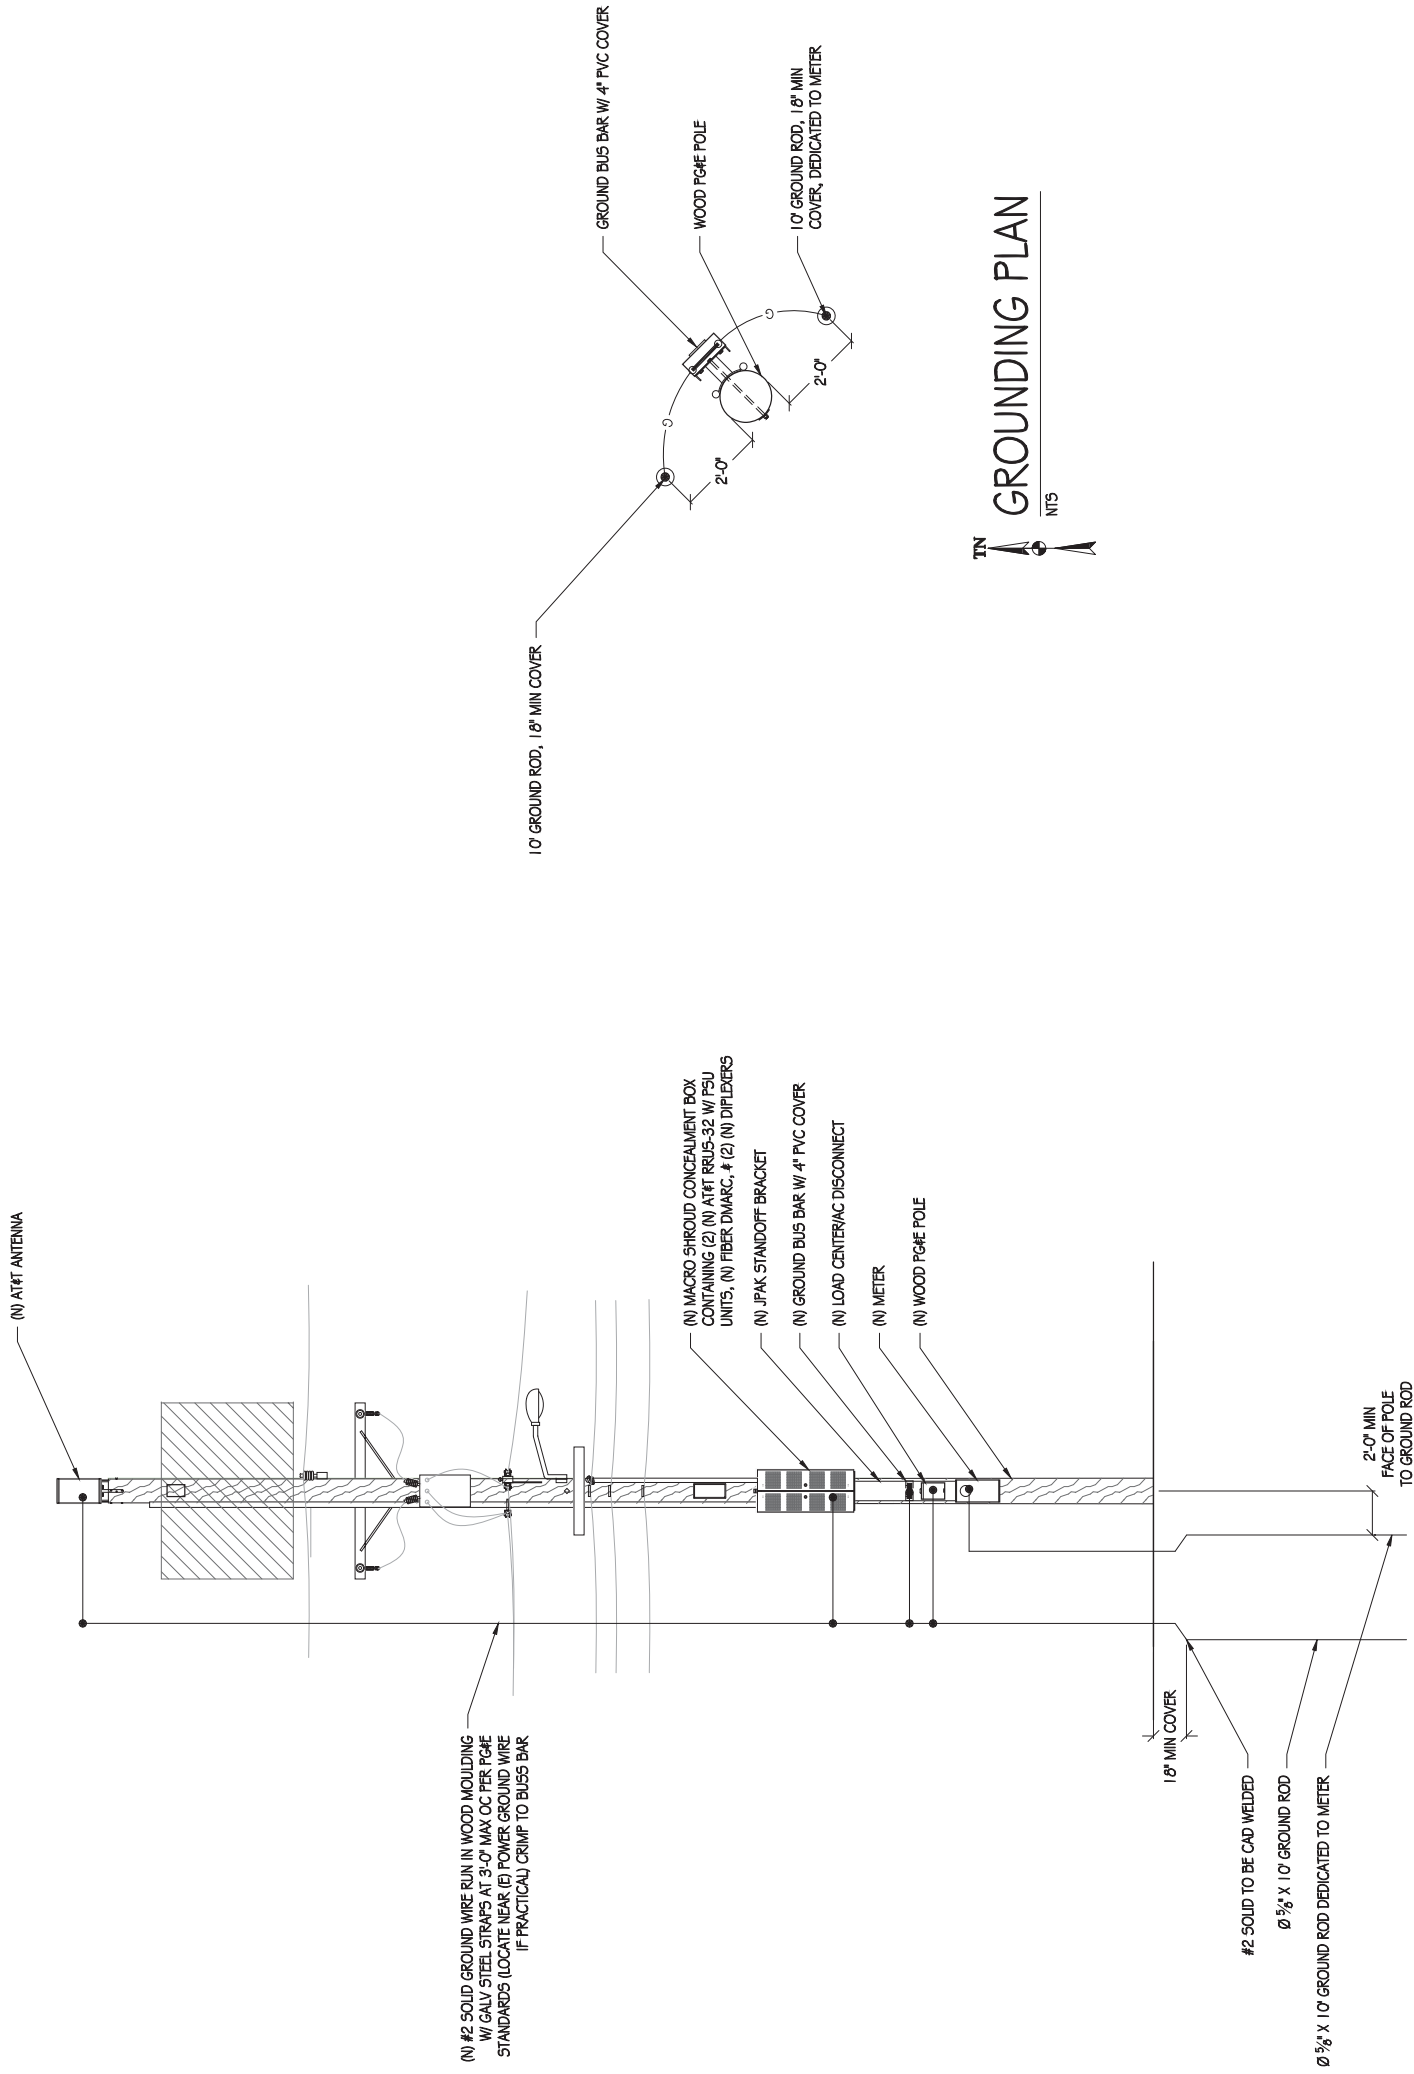 (N) AT&T ANTENNA
(N) #2 SOLID GROUND WIRE RUN IN WOOD MOULDING
W/ GALV STEEL STRAPS AT 3'-0" MAX OC PER PG&E
STANDARDS (LOCATE NEAR (E) POWER GROUND WIRE
IF PRACTICAL) CRIMP TO BUSS BAR
(N) MACRO SHROUD CONCEALMENT BOX
CONTAINING (2) (N) AT&T RRUS-32 W/ PSU
UNITS, (N) FIBER DMARC, & (2) (N) DIPLEXERS
(N) JPAK STANDOFF BRACKET
(N) GROUND BUS BAR W/ 4" PVC COVER
(N) LOAD CENTER/AC DISCONNECT
(N) METER
(N) WOOD PG&E POLE
18" MIN COVER
#2 SOLID TO BE CAD WELDED
Ø 5/8" X 10' GROUND ROD
Ø 5/8" X 10' GROUND ROD DEDICATED TO METER
2'-0" MIN
FACE OF POLE
TO GROUND ROD
10' GROUND ROD, 18" MIN COVER
GROUND BUS BAR W/ 4" PVC COVER
WOOD PG&E POLE
10' GROUND ROD, 18" MIN
COVER, DEDICATED TO METER
G
G
2'-0"
2'-0"
TN
GROUNDING PLAN
NTS